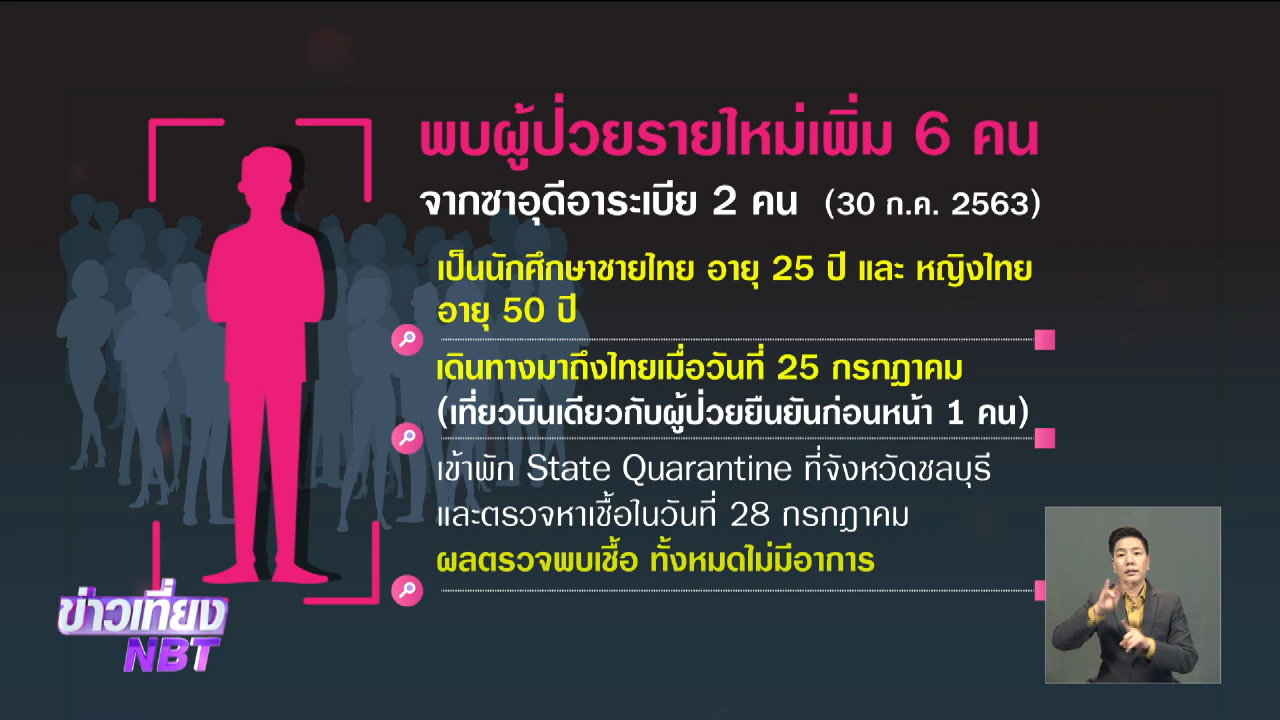 พบผู้ป่วยรายใหม่เพิ่ม 6 คน
จากซาอุดีอาระเบีย 2 คน (30 ก.ค. 2563)
เป็นนักศึกษาชายไทย อายุ 25 ปี และ หญิงไทย
อายุ 50 ปี
เดินทางมาถึงไทยเมื่อวันที่ 25 กรกฎาคม
(เที่ยวบินเดียวกับผู้ป่วยยืนยันก่อนหน้า 1 คน)
เข้าพัก State Quarantine ที่จังหวัดชลบุรี
และตรวจหาเชื้อในวันที่ 28 กรกฎาคม
ผลตรวจพบเชื้อ ทั้งหมดไม่มีอาการ
ข่าวเที่ยง
NBT